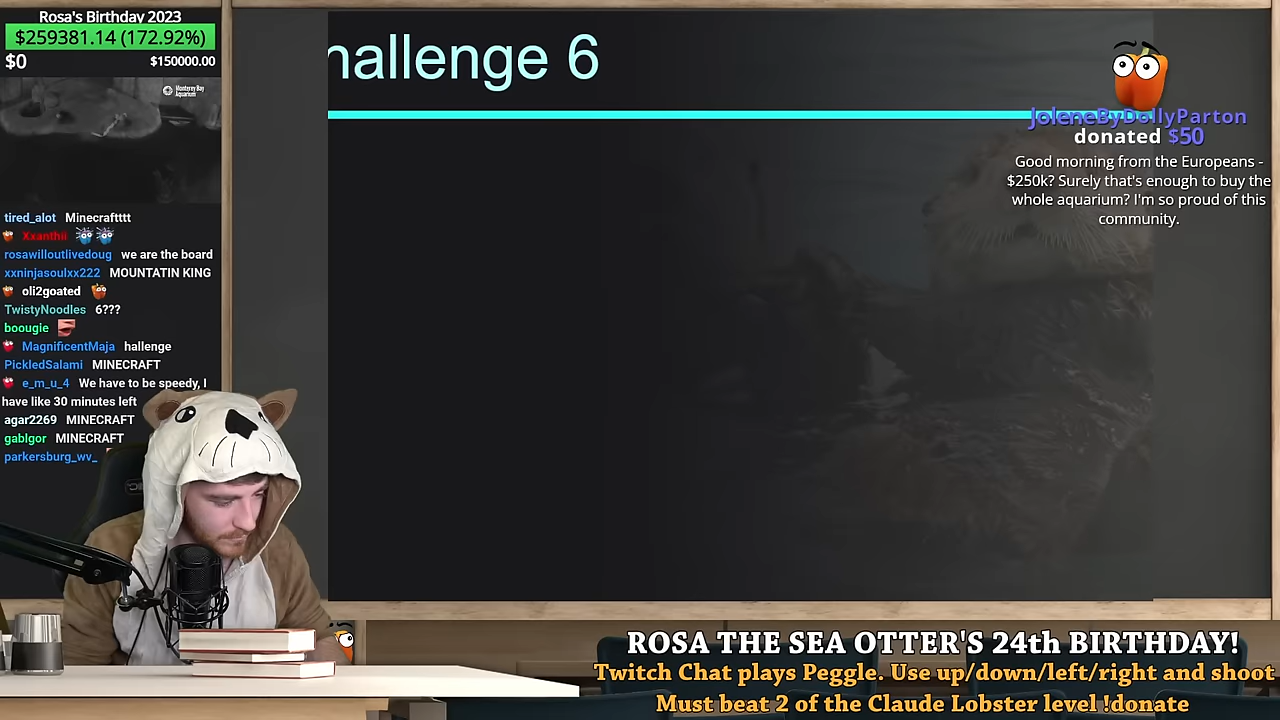 Rosa's Birthday 2023
$259381.14 (172.92%)
$0 $150000.00
Monterey Bay
Aquarium
tired_alot Minecraftttt
Xxanthii
rosawilloutlivedoug we are the board
xxninjasoulxx222 MOUNTATIN KING
oli2goated
TwistyNoodles 6???
boougie
MagnificentMaja hallenge
PickledSalami MINECRAFT
e_m_u_4 We have to be speedy, I
have like 30 minutes left
agar2269 MINECRAFT
gablgor MINECRAFT
parkersburg_wv_
hallenge 6
JoleneByDollyParton
donated $50
Good morning from the Europeans -
$250k? Surely that's enough to buy the
whole aquarium? I'm so proud of this
community.
ROSA THE SEA OTTER'S 24th BIRTHDAY!
Twitch Chat plays Peggle. Use up/down/left/right and shoot
Must beat 2 of the Claude Lobster level !donate